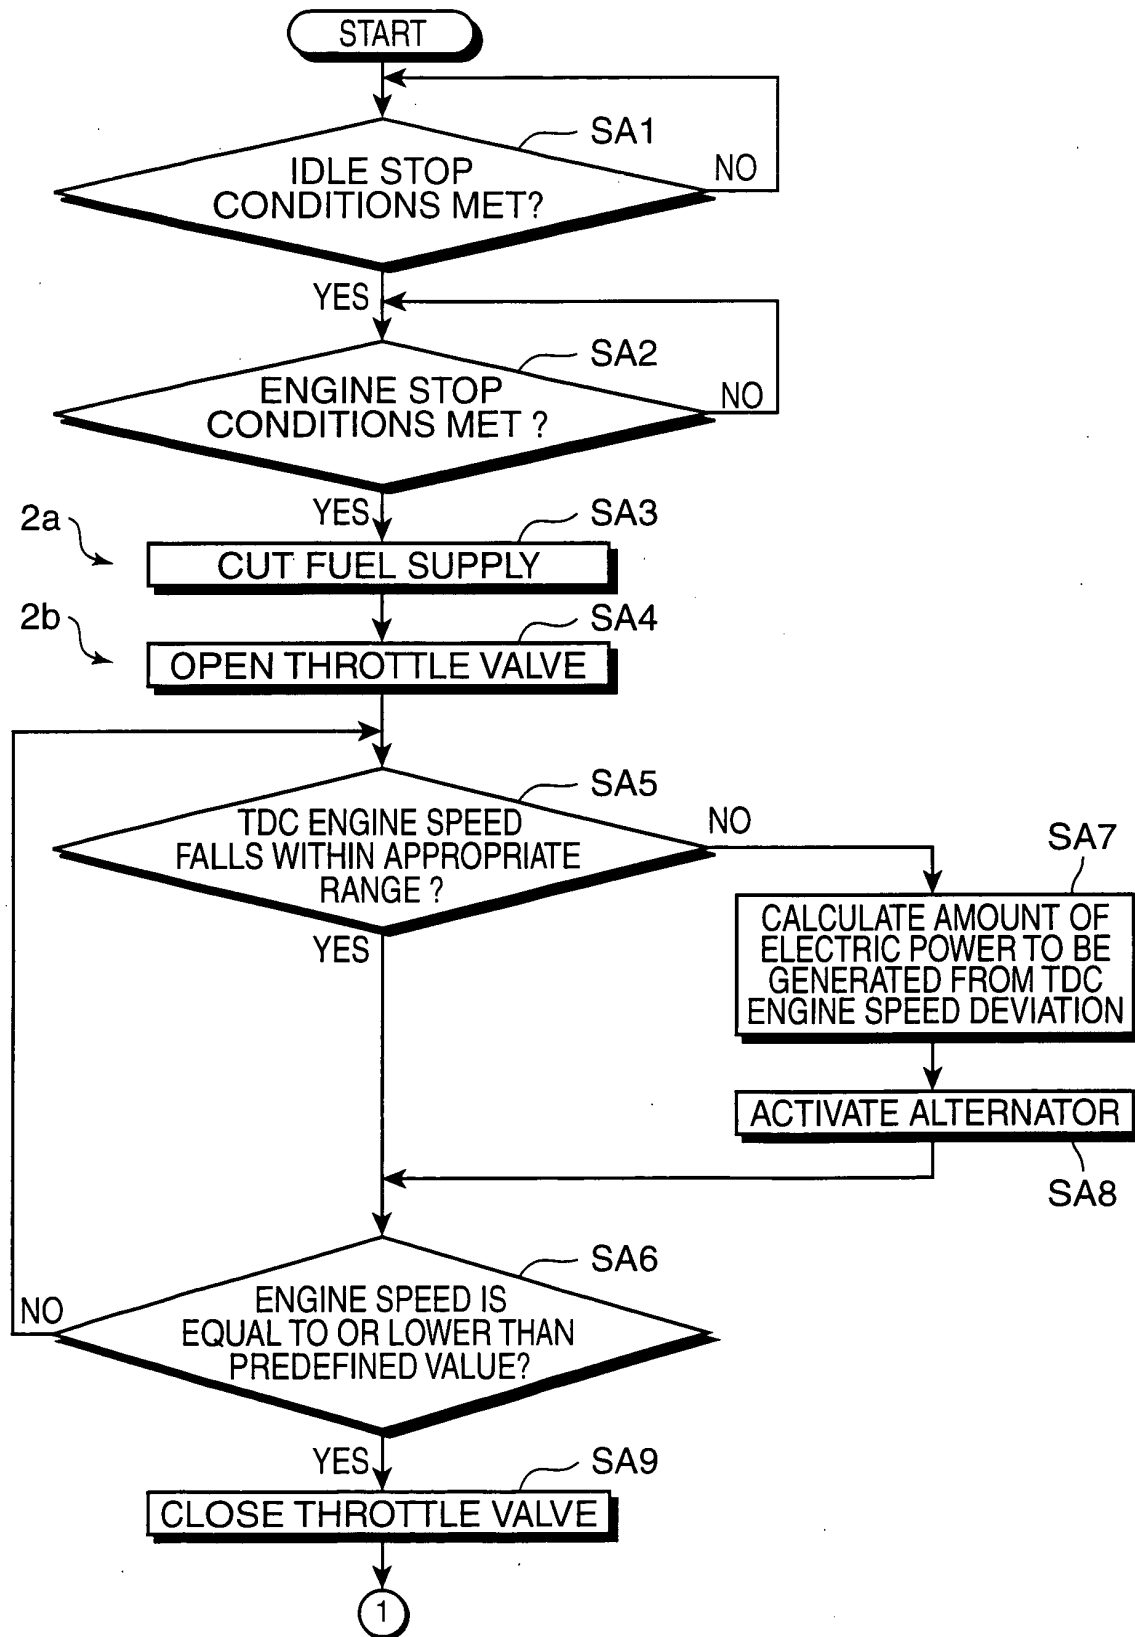 START
SA1
IDLE STOP
CONDITIONS MET?
NO
YES
SA2
ENGINE STOP
CONDITIONS MET ?
NO
YES
2a
SA3
CUT FUEL SUPPLY
2b
SA4
OPEN THROTTLE VALVE
SA5
TDC ENGINE SPEED
FALLS WITHIN APPROPRIATE
RANGE ?
NO
YES
SA7
CALCULATE AMOUNT OF
ELECTRIC POWER TO BE
GENERATED FROM TDC
ENGINE SPEED DEVIATION
ACTIVATE ALTERNATOR
SA8
SA6
ENGINE SPEED IS
EQUAL TO OR LOWER THAN
PREDEFINED VALUE?
NO
YES
SA9
CLOSE THROTTLE VALVE
1